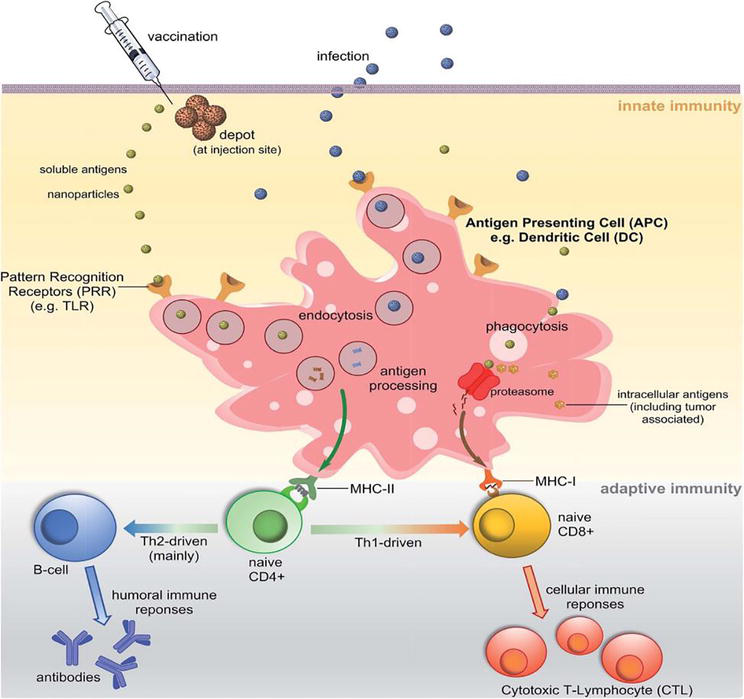 vaccination
infection
innate immunity
depot
(at injection site)
soluble antigens
nanoparticles
Antigen Presenting Cell (APC)
e.g. Dendritic Cell (DC)
Pattern Recognition
Receptors (PRR)
(e.g. TLR)
endocytosis
phagocytosis
antigen
processing
proteasome
intracellular antigens
(including tumor
associated)
MHC-II
MHC-I
adaptive immunity
B-cell
Th2-driven
(mainly)
naive
CD4+
Th1-driven
naive
CD8+
humoral immune
reponses
cellular immune
reponses
antibodies
Cytotoxic T-Lymphocyte (CTL)